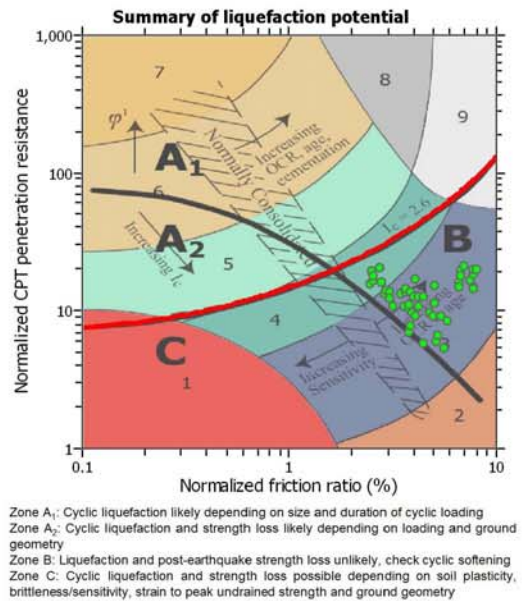 Summary of liquefaction potential
1,000
7
8
9
φ'
A1
Normally Consolidated
Increasing
OCR, age,
cementation
100
6
Ic = 2.6
A2
Increasing Ic
B
5
10
4
C
1
Increasing
Sensitivity
2
1
0.1
1
10
Normalized CPT penetration resistance
Normalized friction ratio (%)
Zone A1: Cyclic liquefaction likely depending on size and duration of cyclic loading
Zone A2: Cyclic liquefaction and strength loss likely depending on loading and ground
geometry
Zone B: Liquefaction and post-earthquake strength loss unlikely, check cyclic softening
Zone C: Cyclic liquefaction and strength loss possible depending on soil plasticity,
brittleness/sensitivity, strain to peak undrained strength and ground geometry